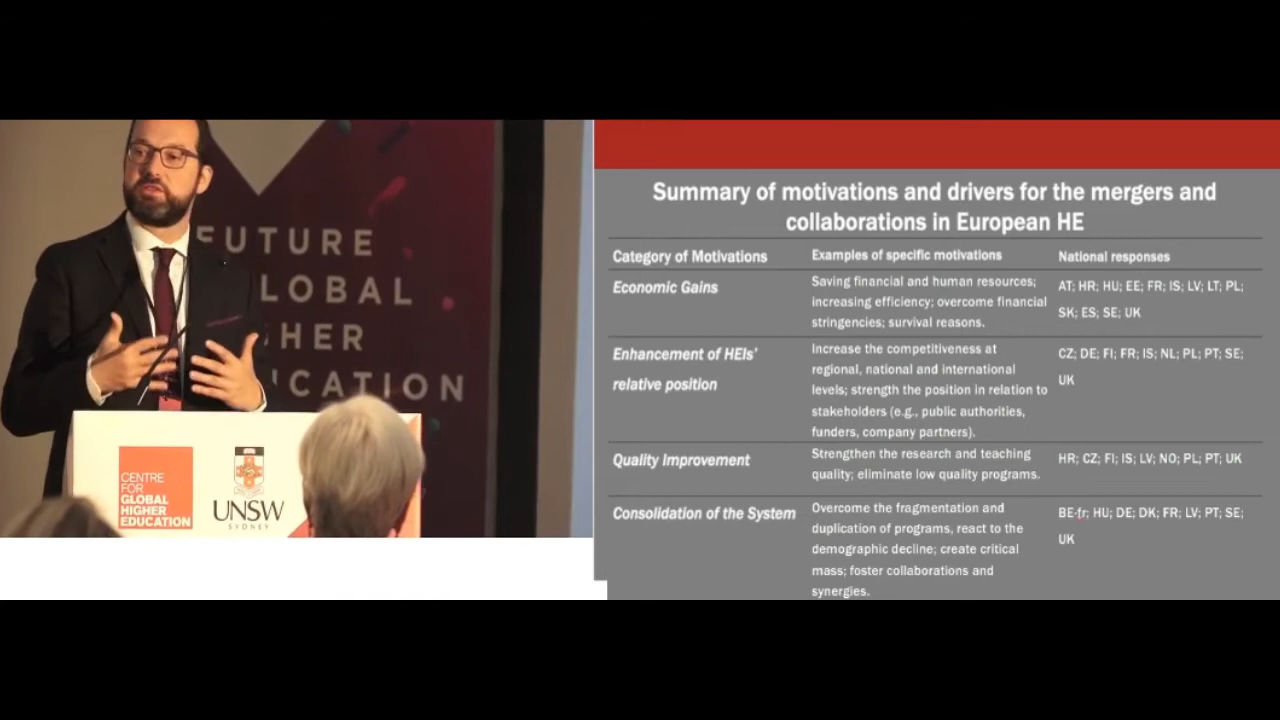 FUTURE
LOBAL
HER
CATION
CENTRE
FOR
GLOBAL
HIGHER
EDUCATION
UNSW
SYDNEY
Summary of motivations and drivers for the mergers and
collaborations in European HE
Category of Motivations
Examples of specific motivations
National responses
Economic Gains
Saving financial and human resources;
increasing efficiency; overcome financial
stringencies; survival reasons.
AT; HR; HU; EE; FR; IS; LV; LT; PL;
SK; ES; SE; UK
Enhancement of HEIs'
relative position
Increase the competitiveness at
regional, national and international
levels; strength the position in relation to
stakeholders (e.g., public authorities,
funders, company partners).
CZ; DE; FI; FR; IS; NL; PL; PT; SE;
UK
Quality Improvement
Strengthen the research and teaching
quality; eliminate low quality programs.
HR; CZ; FI; IS; LV; NO; PL; PT; UK
Consolidation of the System
Overcome the fragmentation and
duplication of programs, react to the
demographic decline; create critical
mass; foster collaborations and
synergies.
BE-fr; HU; DE; DK; FR; LV; PT; SE;
UK